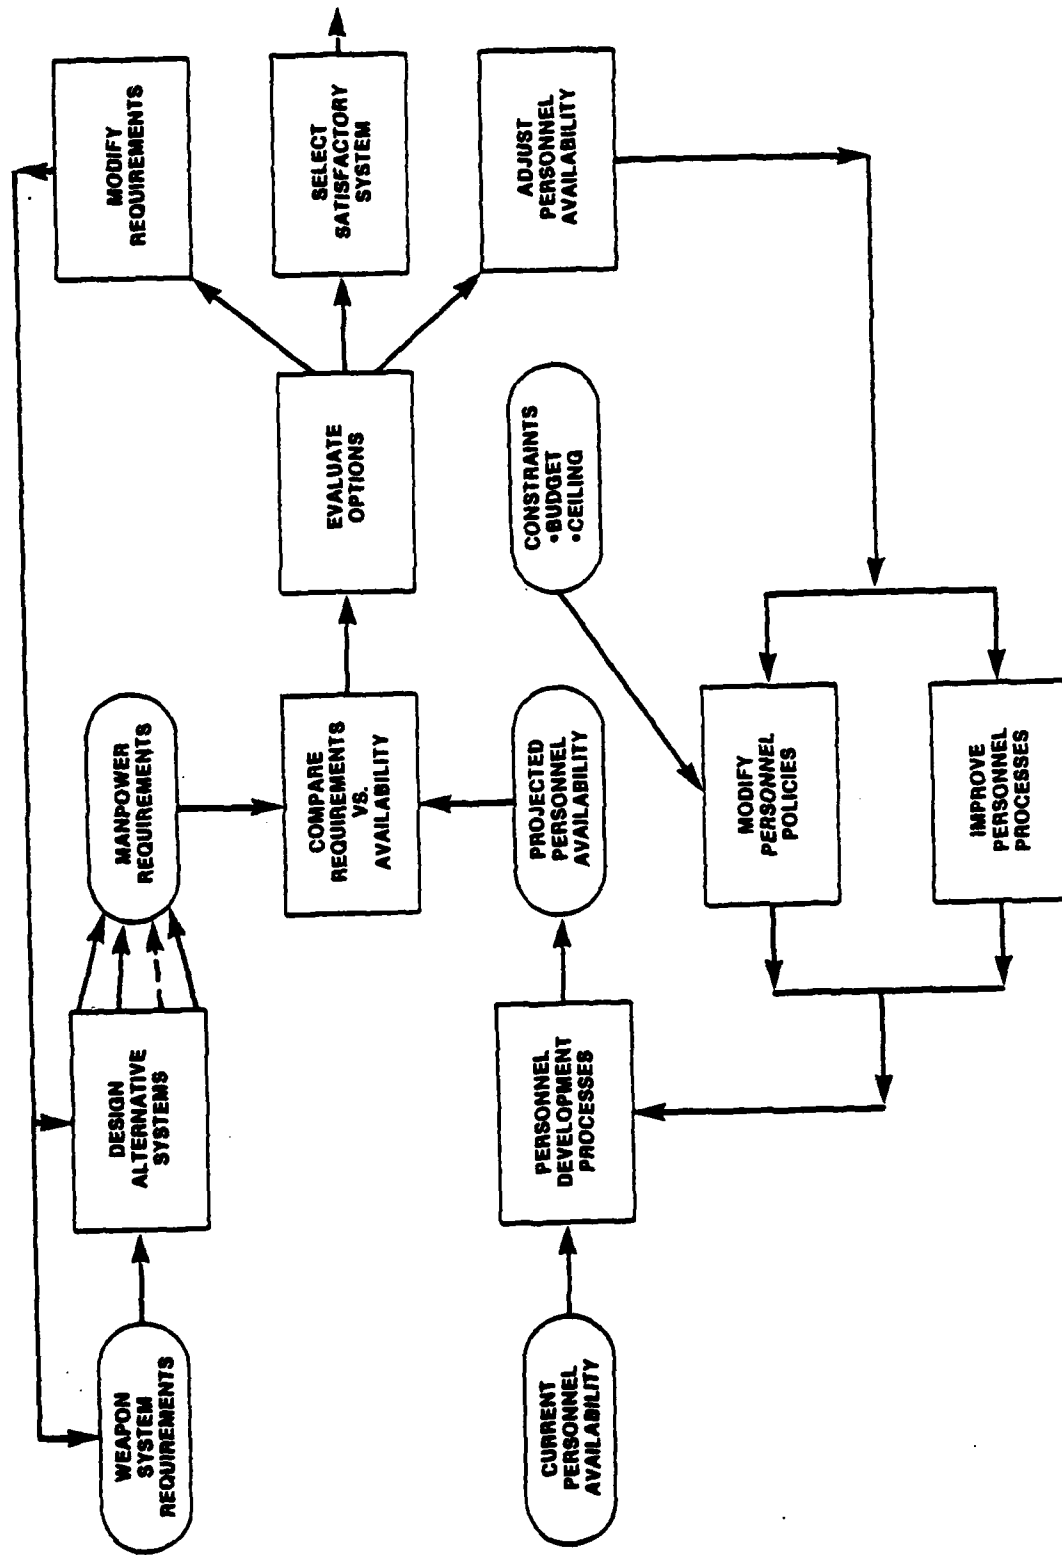 WEAPON
SYSTEM
REQUIREMENTS
DESIGN
ALTERNATIVE
SYSTEMS
MANPOWER
REQUIREMENTS
COMPARE
REQUIREMENTS
VS.
AVAILABILITY
EVALUATE
OPTIONS
MODIFY
REQUIREMENTS
SELECT
SATISFACTORY
SYSTEM
ADJUST
PERSONNEL
AVAILABILITY
CURRENT
PERSONNEL
AVAILABILITY
PERSONNEL
DEVELOPMENT
PROCESSES
PROJECTED
PERSONNEL
AVAILABILITY
CONSTRAINTS
•BUDGET
•CEILING
MODIFY
PERSONNEL
POLICIES
IMPROVE
PERSONNEL
PROCESSES